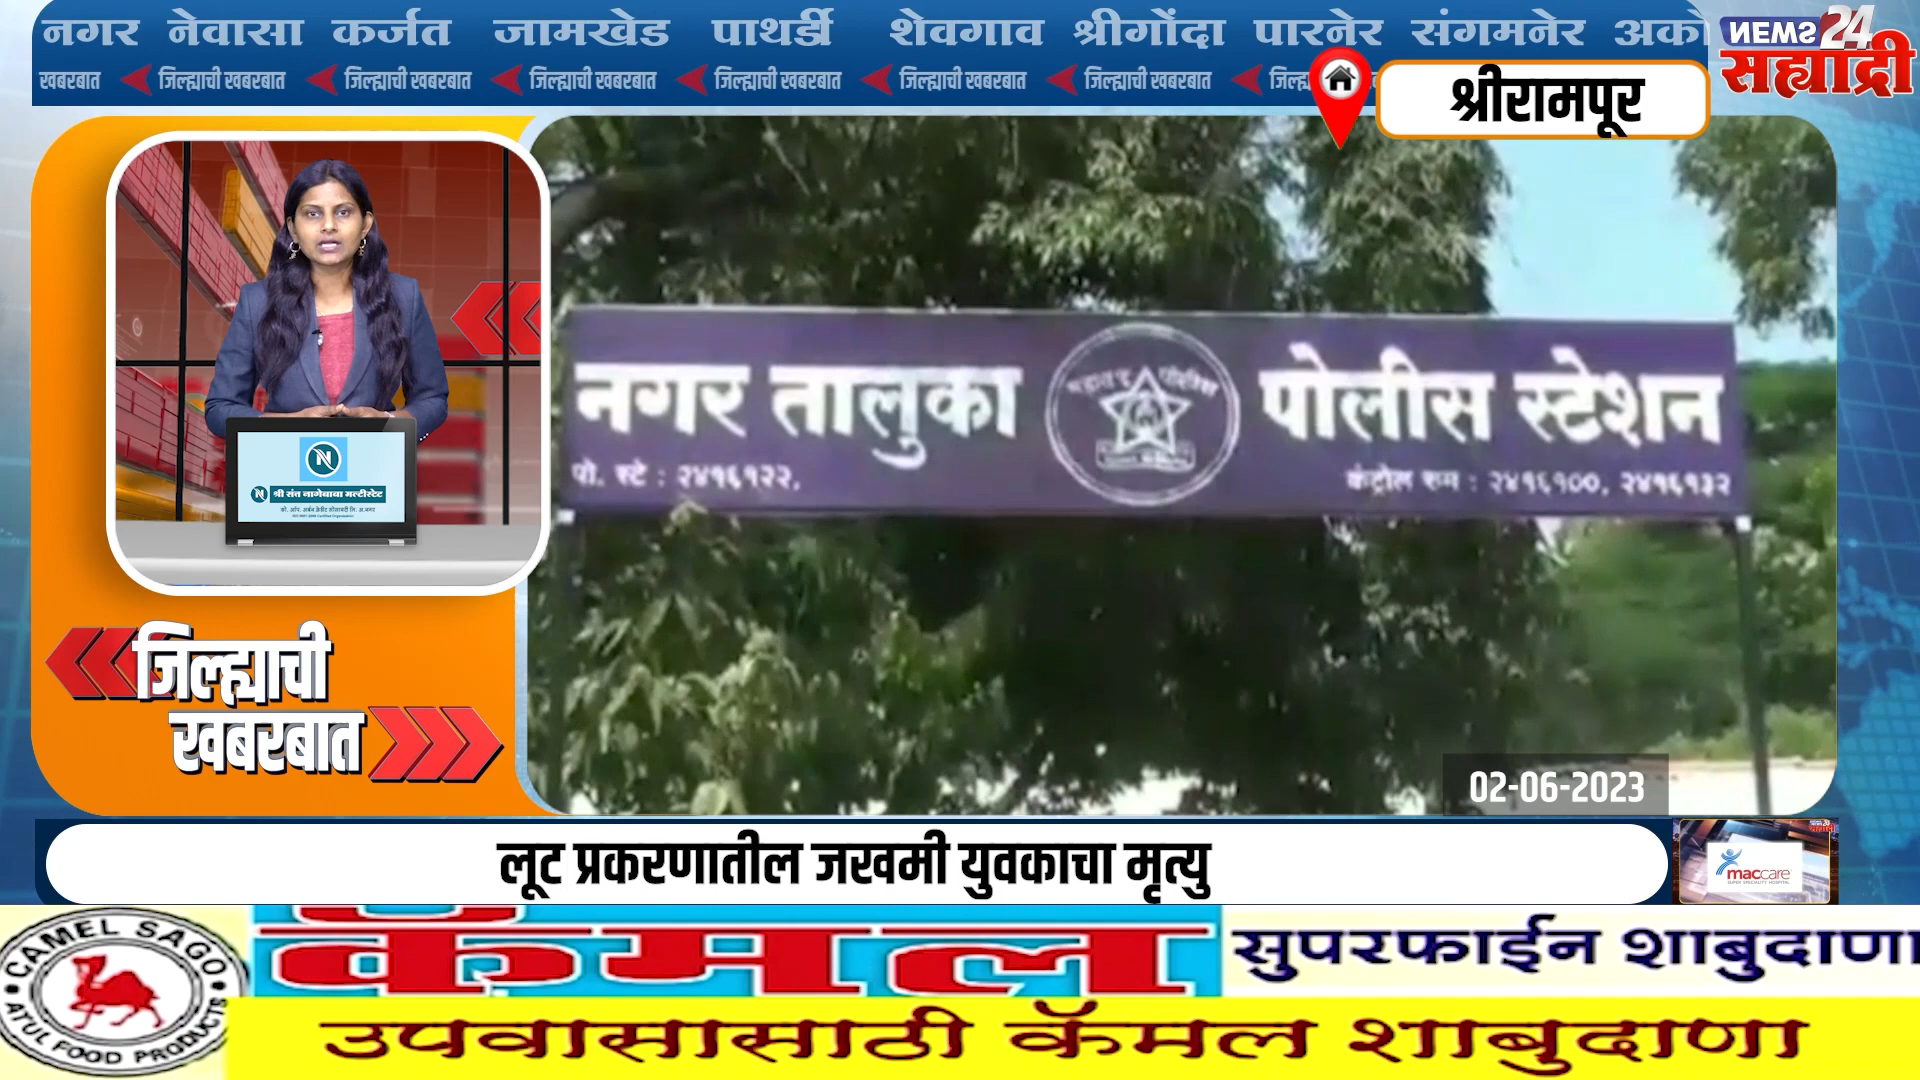 नगर नेवासा कर्जत जामखेड पाथर्डी शेवगाव श्रीगोंदा पारनेर संगमनेर अको
खबरबात जिल्ह्याची खबरबात जिल्ह्याची खबरबात जिल्ह्याची खबरबात जिल्ह्याची खबरबात जिल्ह्याची खबरबात जिल्ह्याची खबरबात
NEWS 24
सह्याद्री
श्रीरामपूर
नगर तालुका पोलीस स्टेशन
पो. स्टे : २४१६१२२, कंट्रोल रूम : २४१६१००, २४१६१३२
N
श्री संत नागेबाबा मल्टीस्टेट
जिल्ह्याची
खबरबात
02-06-2023
लूट प्रकरणातील जखमी युवकाचा मृत्यु
maccare
CAMEL SAGO
ATUL FOOD PRODUCTS
कॅमल सुपरफाईन शाबुदाणा
उपवासासाठी कॅमल शाबुदाणा